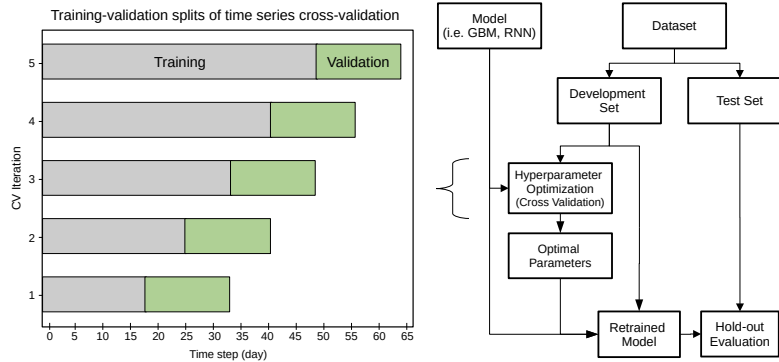 Training-validation splits of time series cross-validation
CV Iteration
5
4
3
2
1
Training
Validation
0 5 10 15 20 25 30 35 40 45 50 55 60 65
Time step (day)
Model
(i.e. GBM, RNN)
Dataset
Development
Set
Test Set
Hyperparameter
Optimization
(Cross Validation)
Optimal
Parameters
Retrained
Model
Hold-out
Evaluation